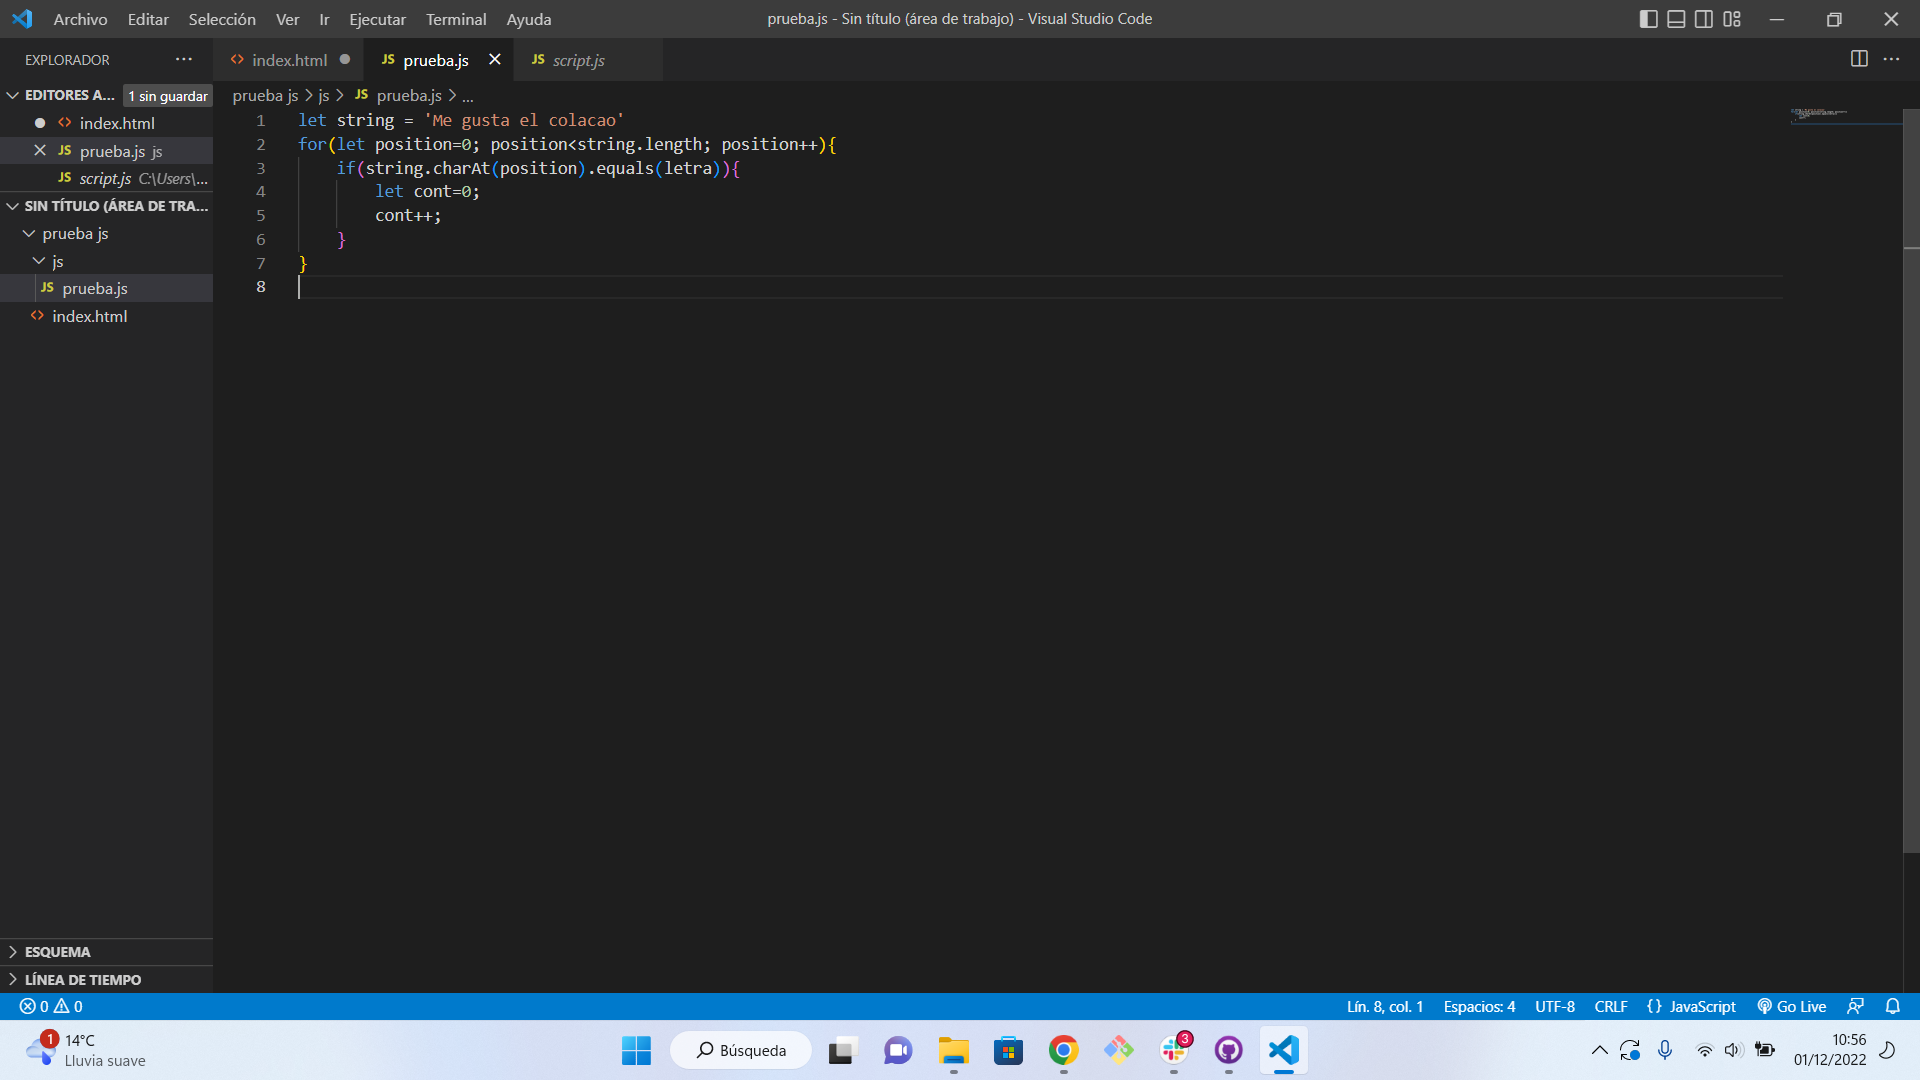 Archivo Editar Selección Ver Ir Ejecutar Terminal Ayuda
prueba.js - Sin título (área de trabajo) - Visual Studio Code
EXPLORADOR
index.html
JS prueba.js
JS script.js
EDITORES A... 1 sin guardar
index.html
JS prueba.js js
JS script.js C:\Users\...
SIN TÍTULO (ÁREA DE TRA...
prueba js
js
JS prueba.js
index.html
ESQUEMA
LÍNEA DE TIEMPO
prueba js > js > JS prueba.js > ...
1 let string = 'Me gusta el colacao'
2 for(let position=0; position<string.length; position++){
3 if(string.charAt(position).equals(letra)){
4 let cont=0;
5 cont++;
6 }
7 }
8
0 0
Lín. 8, col. 1 Espacios: 4 UTF-8 CRLF {} JavaScript Go Live
1
14°C
Lluvia suave
Búsqueda
3
10:56
01/12/2022